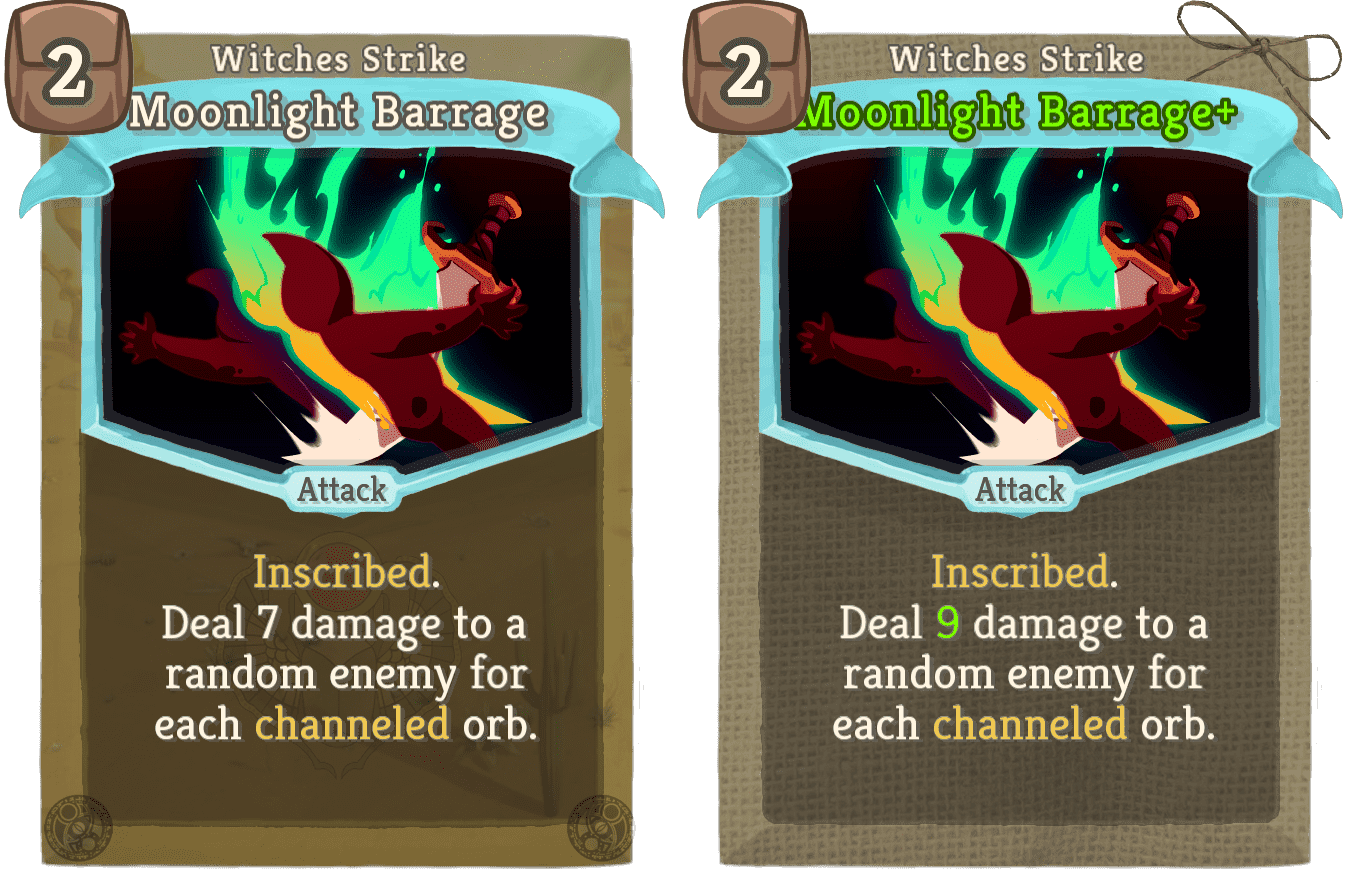 2
Witches Strike
Moonlight Barrage
Attack
Inscribed.
Deal 7 damage to a
random enemy for
each channeled orb.
2
Witches Strike
Moonlight Barrage+
Attack
Inscribed.
Deal 9 damage to a
random enemy for
each channeled orb.